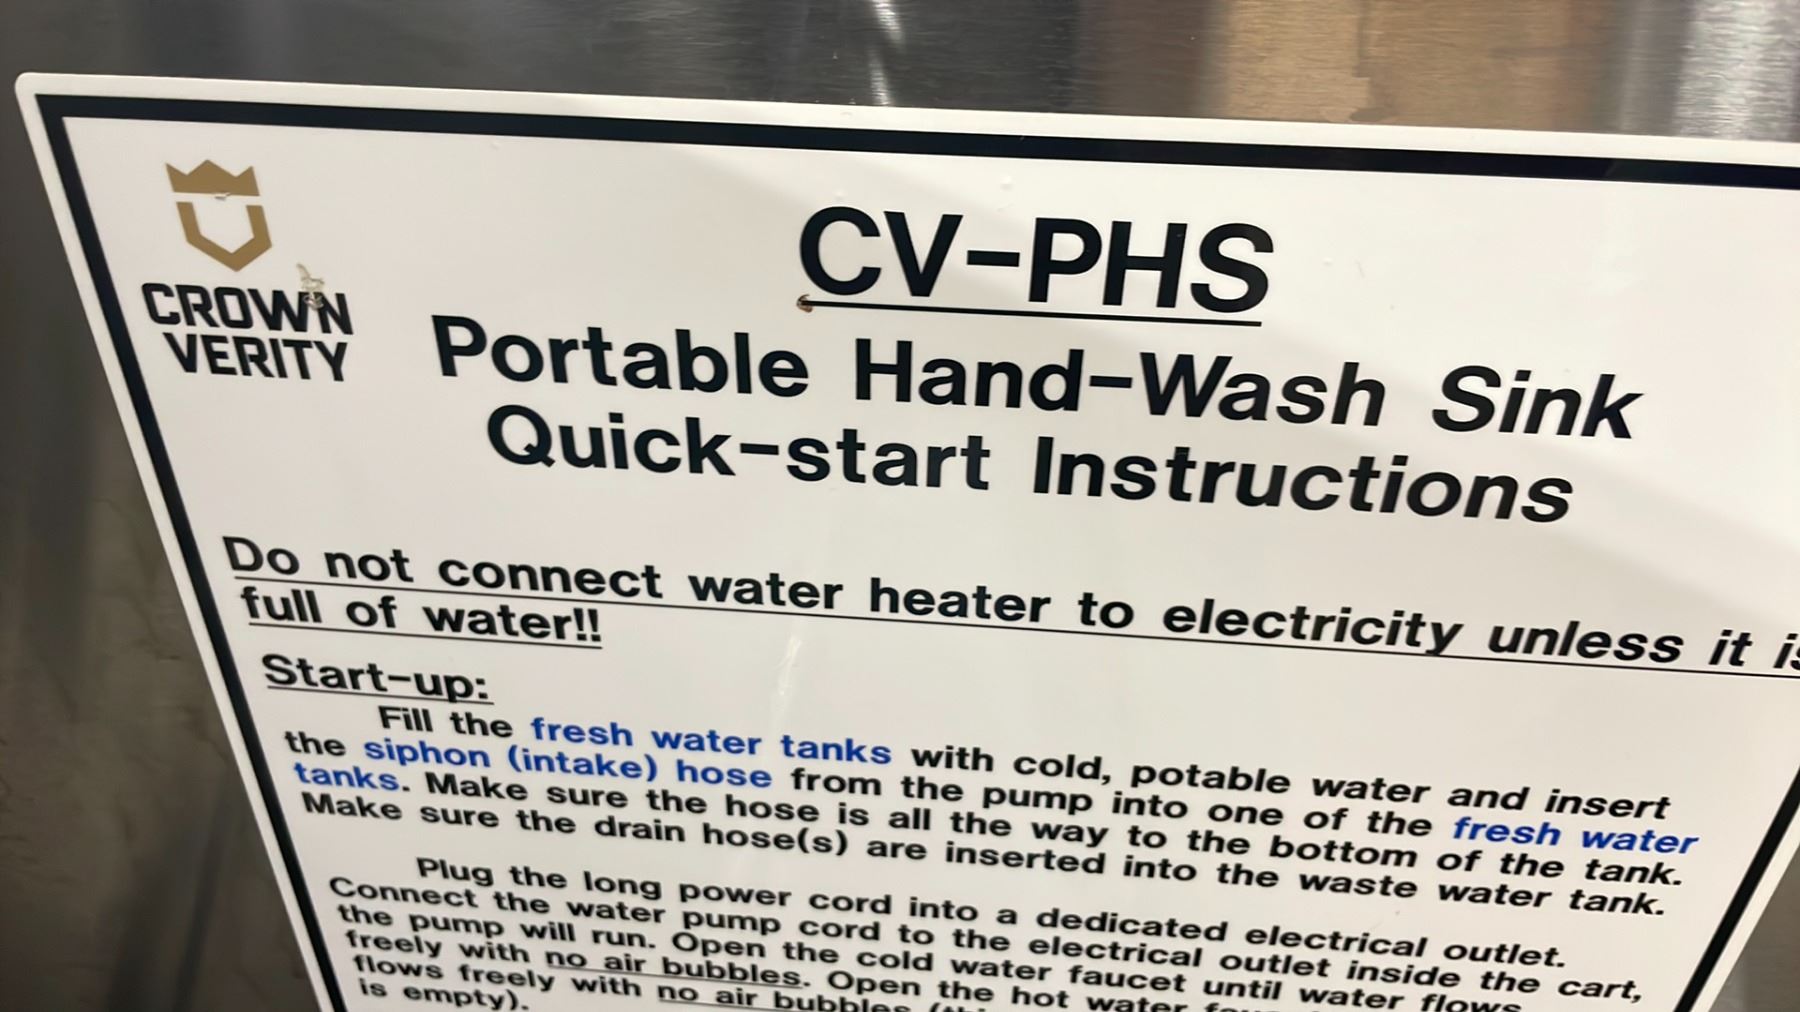 CROWN
VERITY
CV-PHS
Portable Hand-Wash Sink
Quick-start Instructions
Do not connect water heater to electricity unless it is
full of water!!
Start-up:
Fill the fresh water tanks with cold, potable water and insert
the siphon (intake) hose from the pump into one of the fresh water
tanks. Make sure the hose is all the way to the bottom of the tank.
Make sure the drain hose(s) are inserted into the waste water tank.
Plug the long power cord into a dedicated electrical outlet.
Connect the water pump cord to the electrical outlet inside the cart,
the pump will run. Open the cold water faucet until water flows
freely with no air bubbles. Open the hot water
flows freely with no air bubbles
is empty).